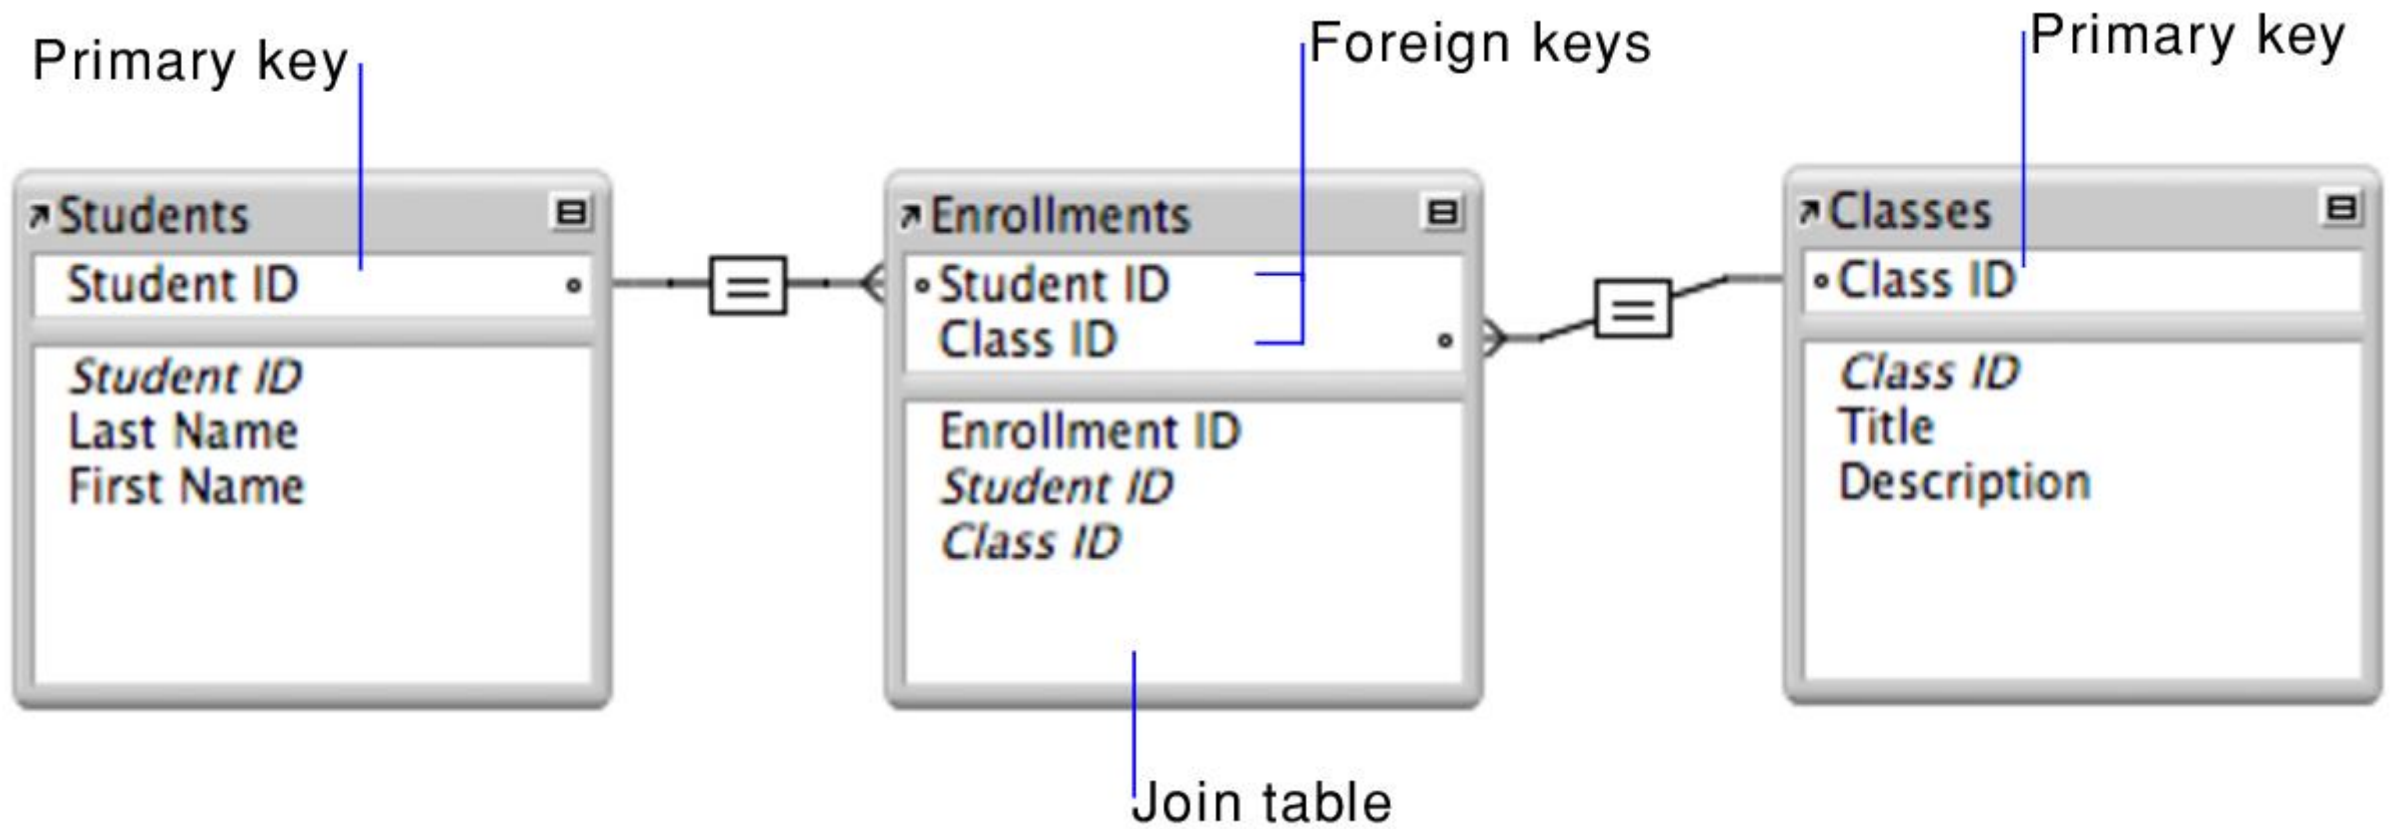 Primary key
Foreign keys
Primary key
Students
Student ID
Student ID
Last Name
First Name
Enrollments
Student ID
Class ID
Enrollment ID
Student ID
Class ID
Classes
Class ID
Class ID
Title
Description
Join table